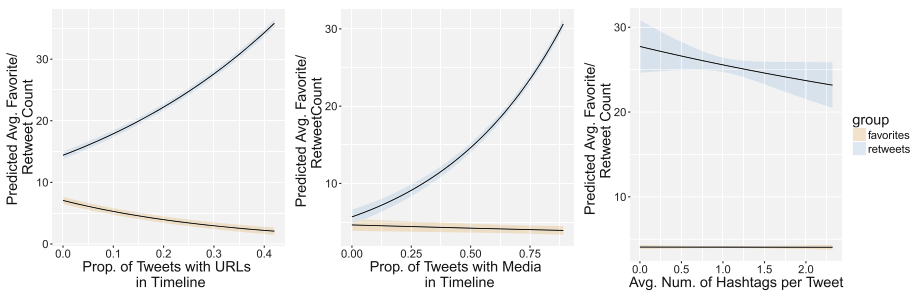 Predicted Avg. Favorite/
Retweet Count
30
20
10
0
0.0 0.1 0.2 0.3 0.4
Prop. of Tweets with URLs
in Timeline
Predicted Avg. Favorite/
RetweetCount
30
20
10
0.00 0.25 0.50 0.75
Prop. of Tweets with Media
in Timeline
Predicted Avg. Favorite/
Retweet Count
30
20
10
0.0 0.5 1.0 1.5 2.0
Avg. Num. of Hashtags per Tweet
group
favorites
retweets